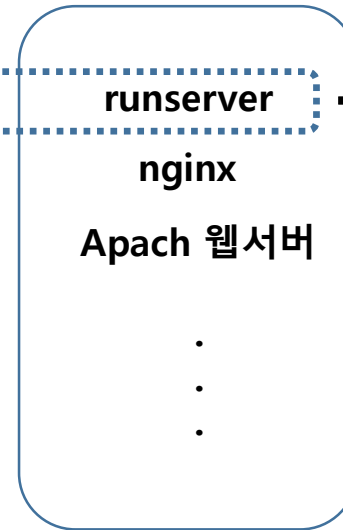 runserver
nginx
Apach 웹서버
.
.
.